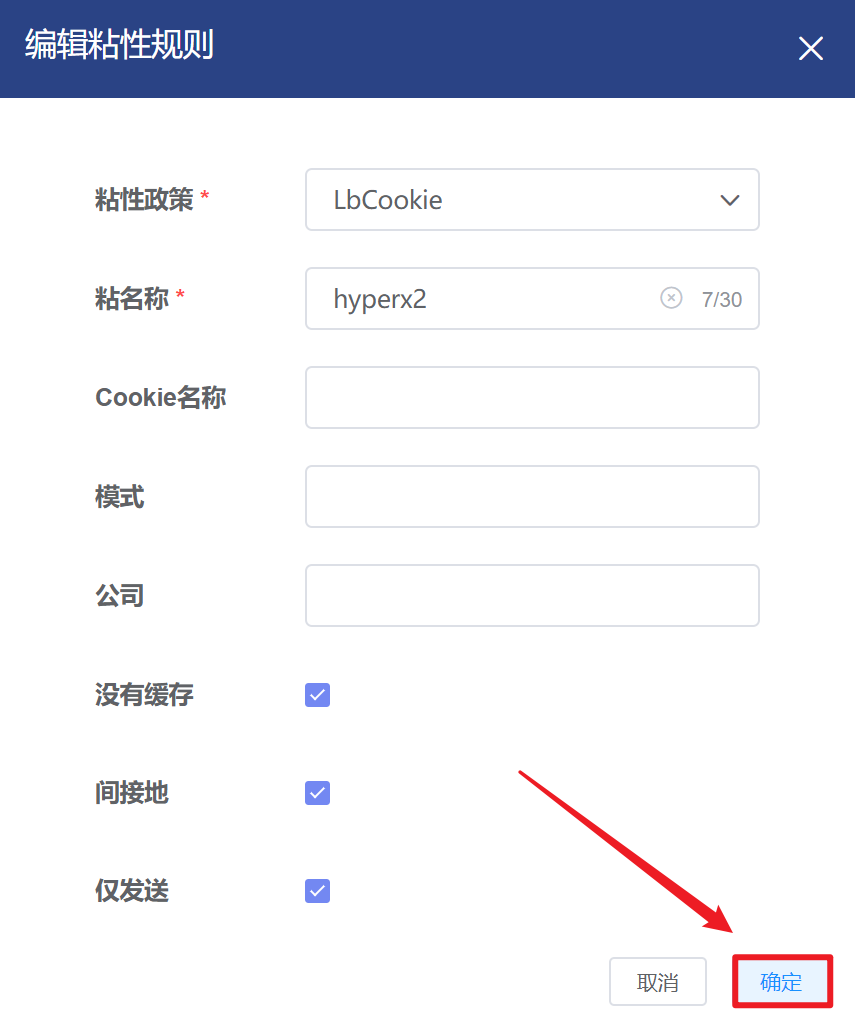 编辑粘性规则
粘性政策 * LbCookie
粘名称 * hyperx2 7/30
Cookie名称
模式
公司
没有缓存
间接地
仅发送
取消 确定